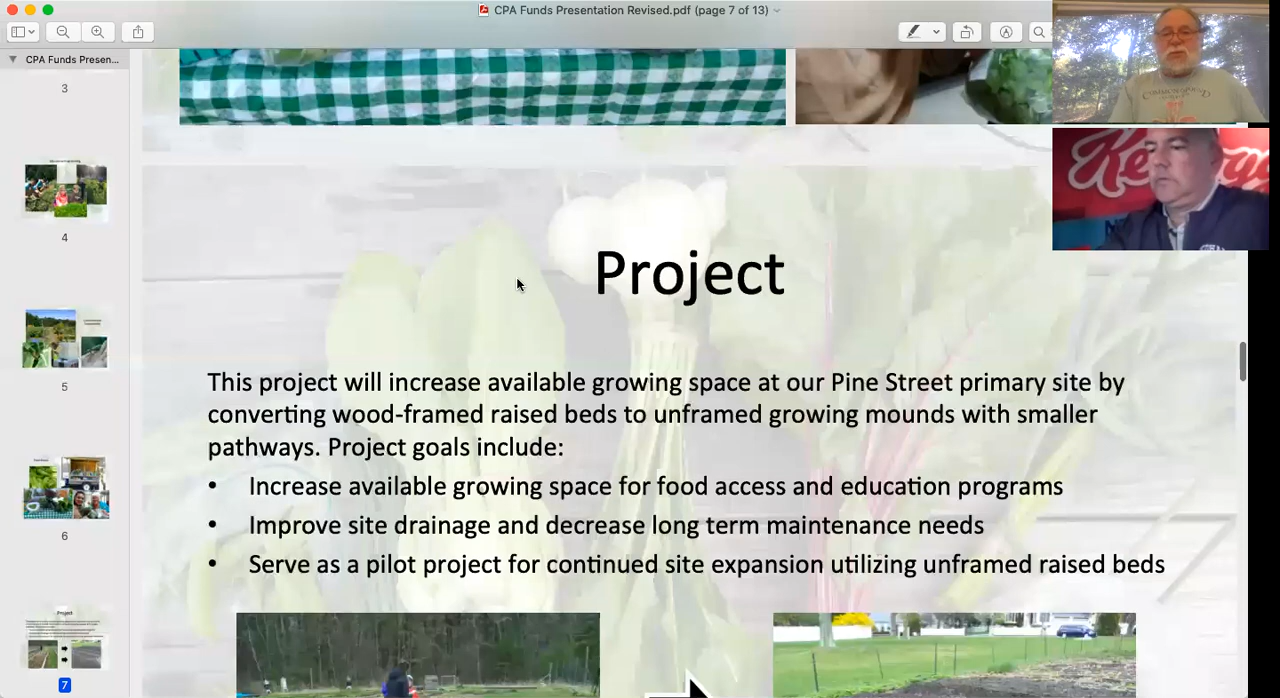 CPA Funds Presentation Revised.pdf (page 7 of 13)
CPA Funds Presen...
3
4
5
6
Project
7
COMMON GROUND
Project
This project will increase available growing space at our Pine Street primary site by
converting wood-framed raised beds to unframed growing mounds with smaller
pathways. Project goals include:
• Increase available growing space for food access and education programs
• Improve site drainage and decrease long term maintenance needs
• Serve as a pilot project for continued site expansion utilizing unframed raised beds